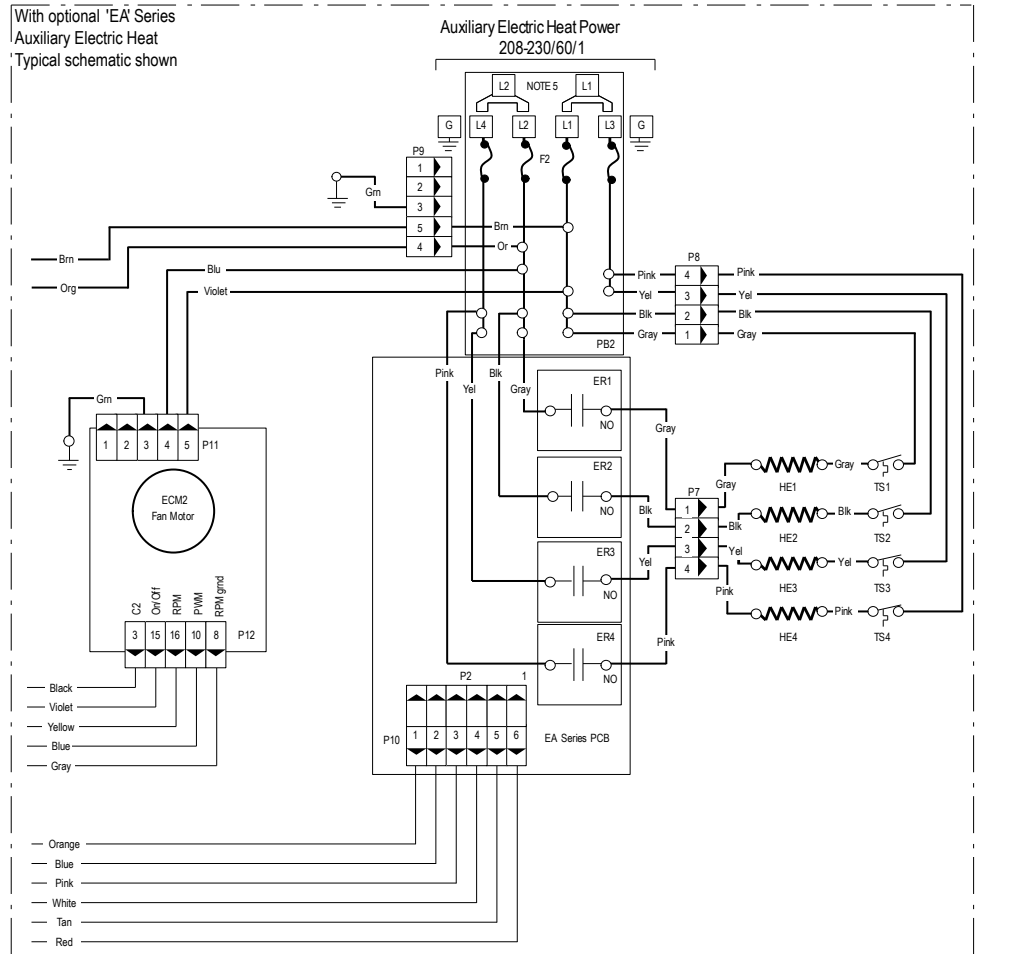 With optional 'EA' Series
Auxiliary Electric Heat
Typical schematic shown
Auxiliary Electric Heat Power
208-230/60/1
L2 NOTE 5 L1
G L4 L2 L1 L3 G
F2
P9
1
2
3
5
4
Grn
Brn
Or
Brn
Org
Blu
Violet
P8
Pink 4 Pink
Yel 3 Yel
Blk 2 Blk
Gray 1 Gray
PB2
Pink
Yel
Blk
Gray
Grn
1 2 3 4 5 P11
ECM2
Fan Motor
C2
On/Off
RPM
PWM
RPM grnd
3 15 16 10 8 P12
Black
Violet
Yellow
Blue
Gray
ER1
NO
Gray
ER2
NO
Blk
ER3
NO
Yel
ER4
NO
Pink
P7
1
2
3
4
Gray
Blk
Yel
Pink
Gray
HE1 TS1
Blk
HE2 TS2
Yel
HE3 TS3
Pink
HE4 TS4
P2 1
P10 1 2 3 4 5 6
EA Series PCB
Orange
Blue
Pink
White
Tan
Red